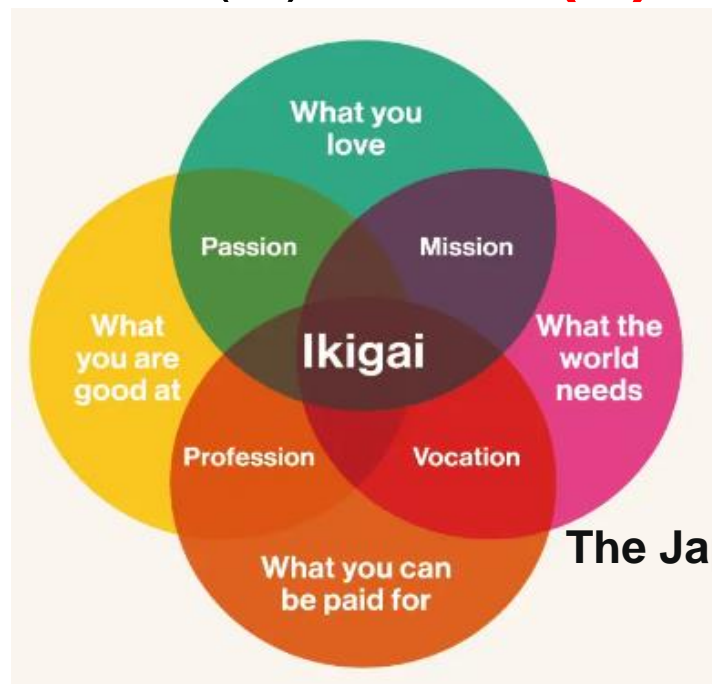 What you
love
Passion
Mission
What
you are
good at
Ikigai
What the
world
needs
Profession
Vocation
The Ja
What you can
be paid for